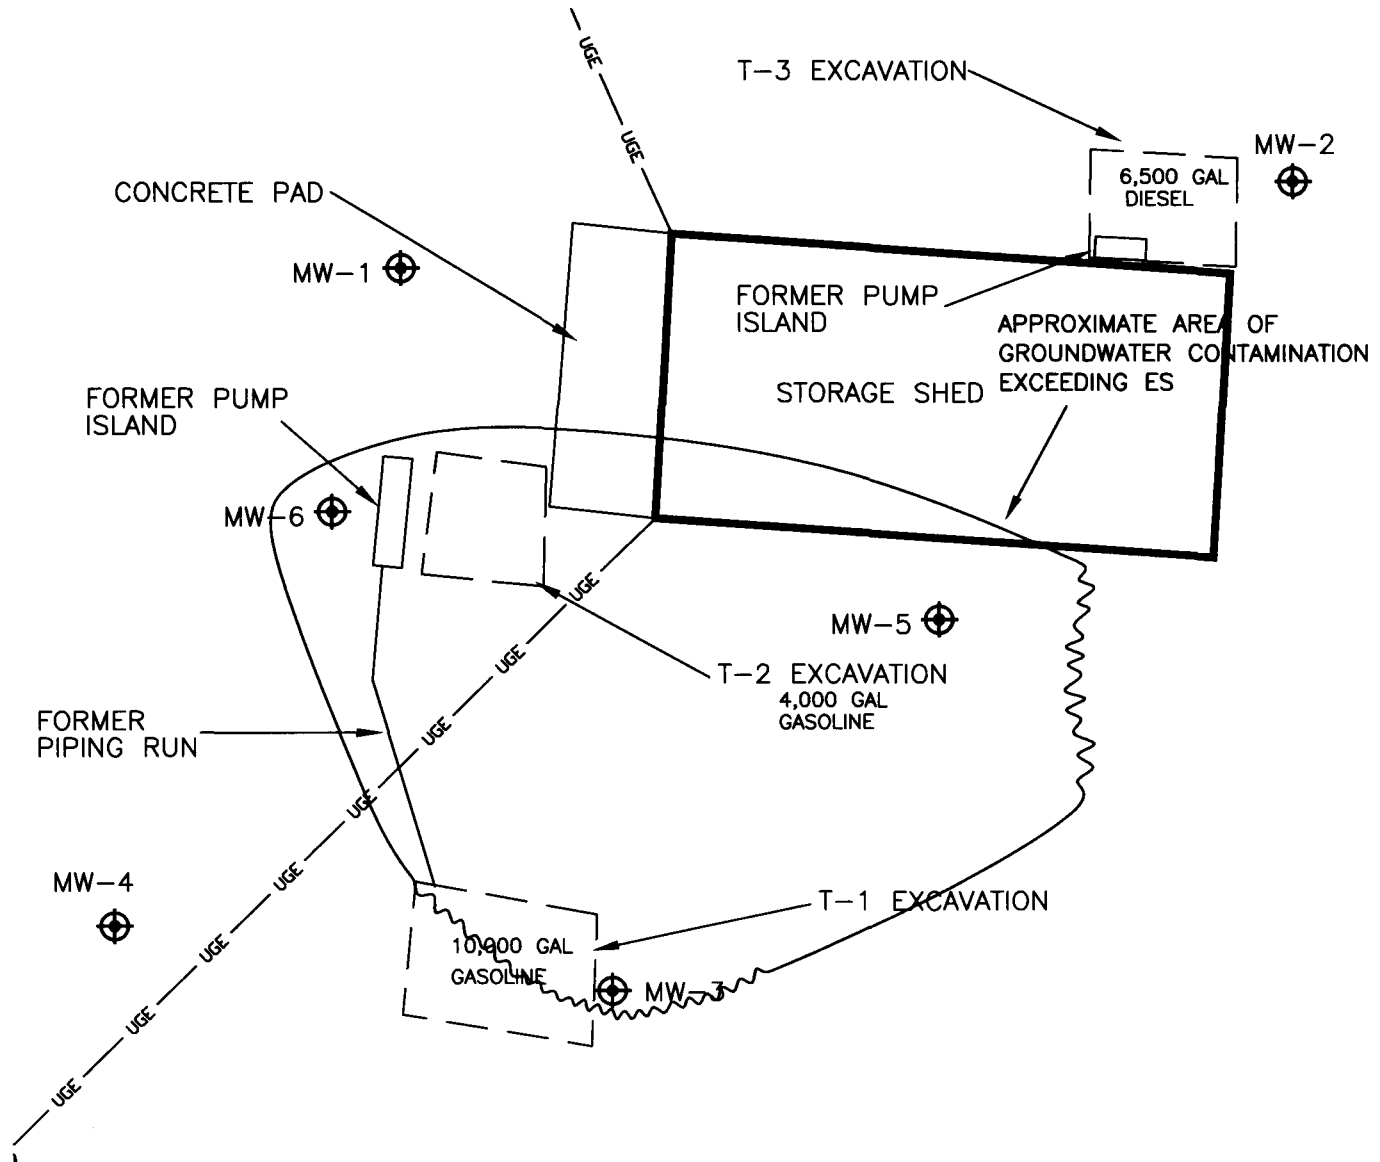 UGE
T-3 EXCAVATION
UGE
MW-2
6,500 GAL
DIESEL
CONCRETE PAD
MW-1
FORMER PUMP
ISLAND
APPROXIMATE AREA OF
GROUNDWATER CONTAMINATION
EXCEEDING ES
STORAGE SHED
FORMER PUMP
ISLAND
MW-6
UGE
MW-5
UGE
T-2 EXCAVATION
4,000 GAL
GASOLINE
FORMER
PIPING RUN
UGE
UGE
MW-4
UGE
T-1 EXCAVATION
10,000 GAL
GASOLINE
UGE
MW-3
UGE
UGE